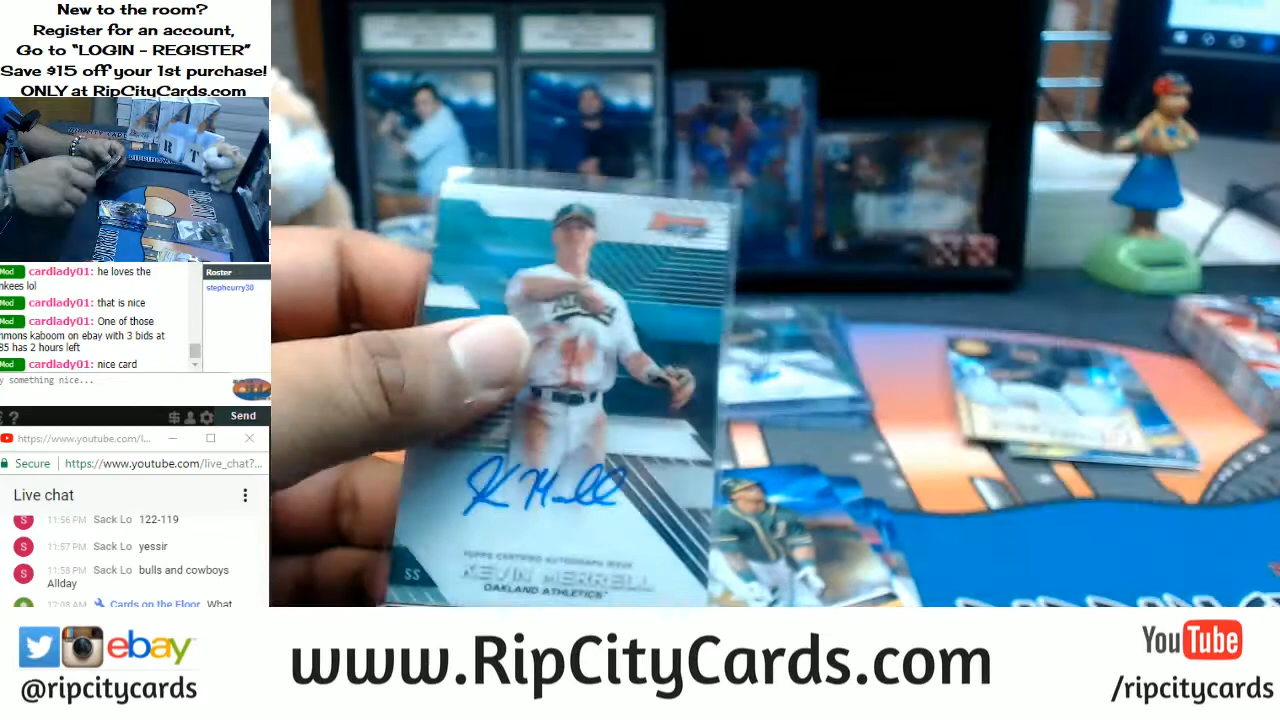 New to the room?
Register for an account,
Go to "LOGIN - REGISTER"
Save $15 off your 1st purchase!
ONLY at RipCityCards.com
Mod cardlady01: he loves the
nkees lol
Mod cardlady01: that is nice
Mod cardlady01: One of those
mmons kaboom on ebay with 3 bids at
85 has 2 hours left
Mod cardlady01: nice card
Roster
stephcurry30
y something nice...
Send
https://www.youtube.com/l...
Secure https://www.youtube.com/live_chat?...
Live chat
S 11:56 PM Sack Lo 122-119
S 11:57 PM Sack Lo yessir
S 11:58 PM Sack Lo bulls and cowboys
Allday
12:08 AM Cards on the Floor What
K Merrell
TOPPS CERTIFIED AUTOGRAPH ISSUE
SS
KEVIN MERRELL
OAKLAND ATHLETICS
ebay
@ripcitycards
www.RipCityCards.com
YouTube
/ripcitycards